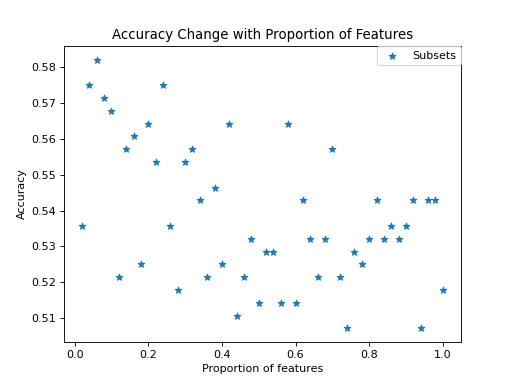 Accuracy Change with Proportion of Features
Subsets
Accuracy
0.58
0.57
0.56
0.55
0.54
0.53
0.52
0.51
0.0 0.2 0.4 0.6 0.8 1.0
Proportion of features